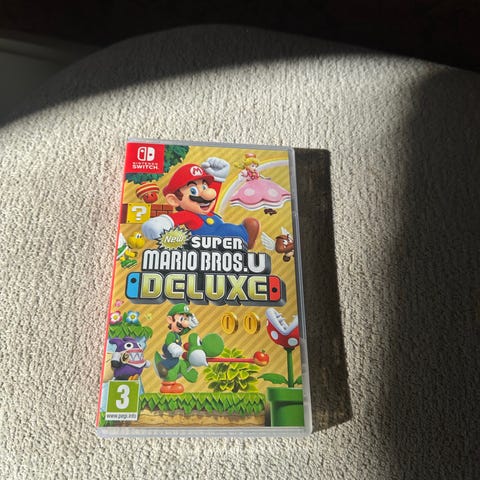 NINTENDO
SWITCH
?
New
SUPER
MARIO BROS.U
DELUXE
3
www.pegi.info